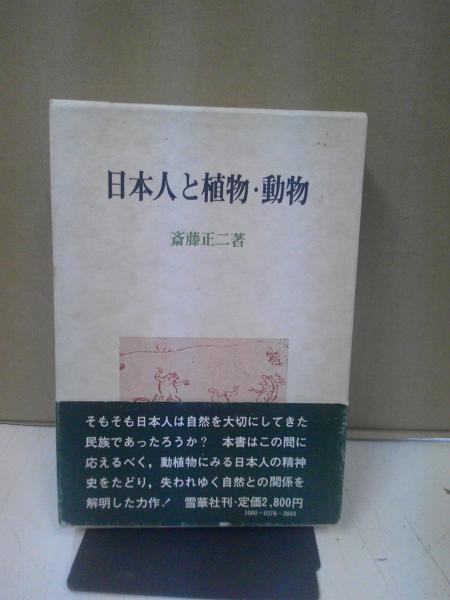 日本人と植物・動物
斎藤正二著
そもそも日本人は自然を大切にしてきた
民族であったろうか？　本書はこの問に
応えるべく，動植物にみる日本人の精神
史をたどり，失われゆく自然との関係を
解明した力作！　雪華社刊・定価2,800円
1000-0376-3869